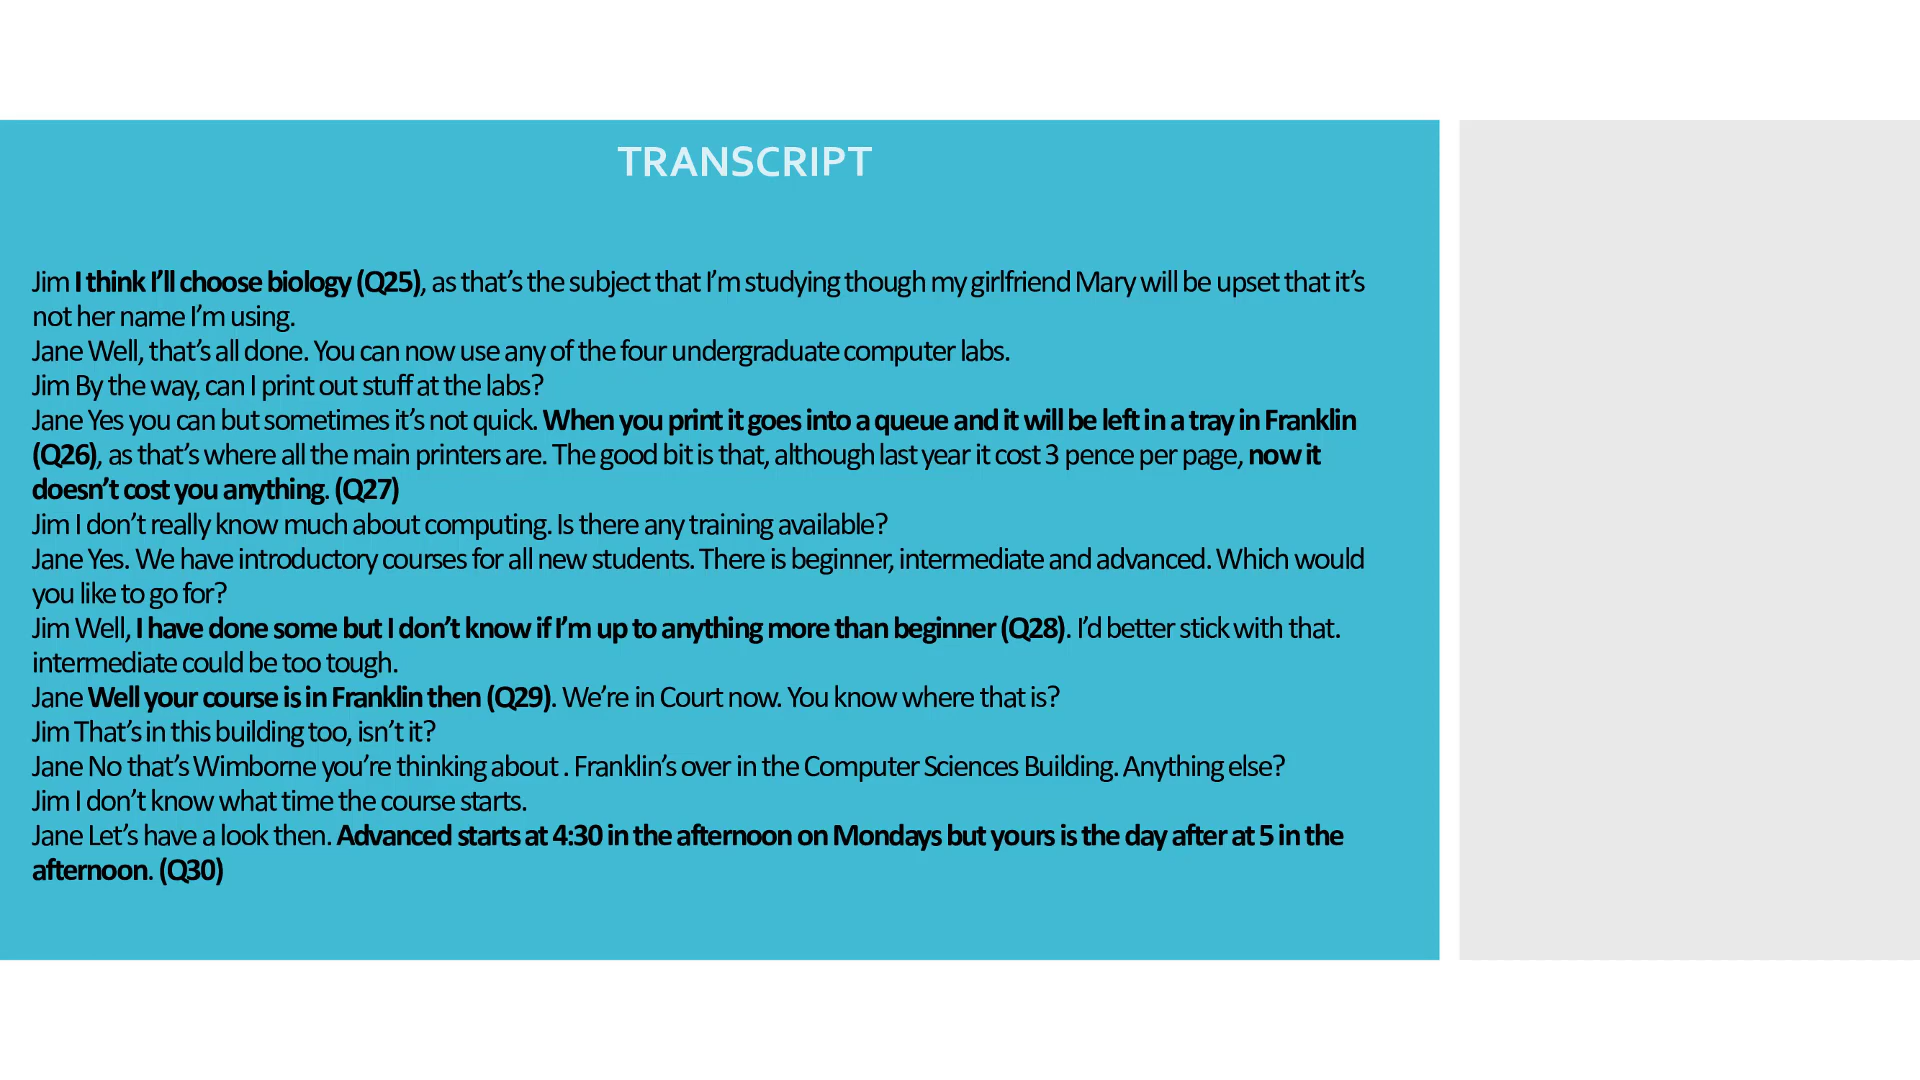 TRANSCRIPT
Jim I think I’ll choose biology (Q25), as that’s the subject that I’m studying though my girlfriend Mary will be upset that it’s
not her name I’m using.
Jane Well, that’s all done. You can now use any of the four undergraduate computer labs.
Jim By the way, can I print out stuff at the labs?
Jane Yes you can but sometimes it’s not quick. When you print it goes into a queue and it will be left in a tray in Franklin
(Q26), as that’s where all the main printers are. The good bit is that, although last year it cost 3 pence per page, now it
doesn’t cost you anything. (Q27)
Jim I don’t really know much about computing. Is there any training available?
Jane Yes. We have introductory courses for all new students. There is beginner, intermediate and advanced. Which would
you like to go for?
Jim Well, I have done some but I don’t know if I’m up to anything more than beginner (Q28). I’d better stick with that.
intermediate could be too tough.
Jane Well your course is in Franklin then (Q29). We’re in Court now. You know where that is?
Jim That’s in this building too, isn’t it?
Jane No that’s Wimborne you’re thinking about . Franklin’s over in the Computer Sciences Building. Anything else?
Jim I don’t know what time the course starts.
Jane Let’s have a look then. Advanced starts at 4:30 in the afternoon on Mondays but yours is the day after at 5 in the
afternoon. (Q30)